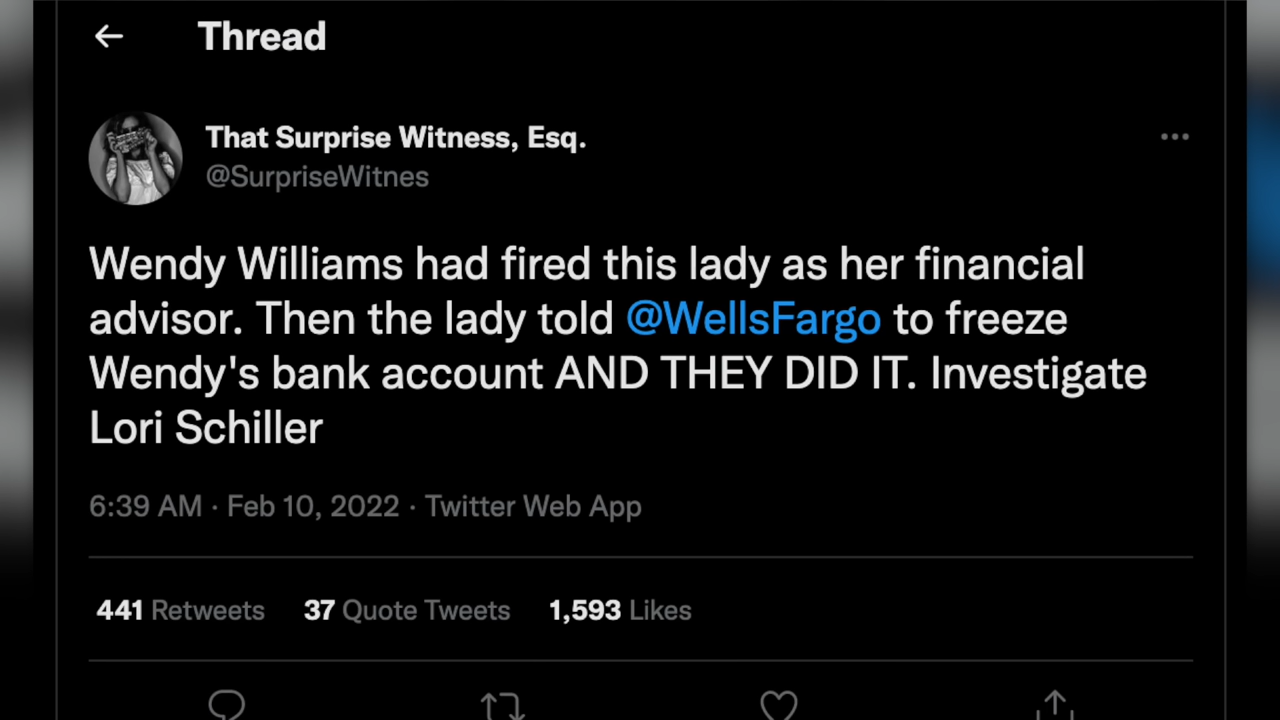 Thread
That Surprise Witness, Esq.
@SurpriseWitnes
Wendy Williams had fired this lady as her financial
advisor. Then the lady told @WellsFargo to freeze
Wendy's bank account AND THEY DID IT. Investigate
Lori Schiller
6:39 AM · Feb 10, 2022 · Twitter Web App
441 Retweets 37 Quote Tweets 1,593 Likes